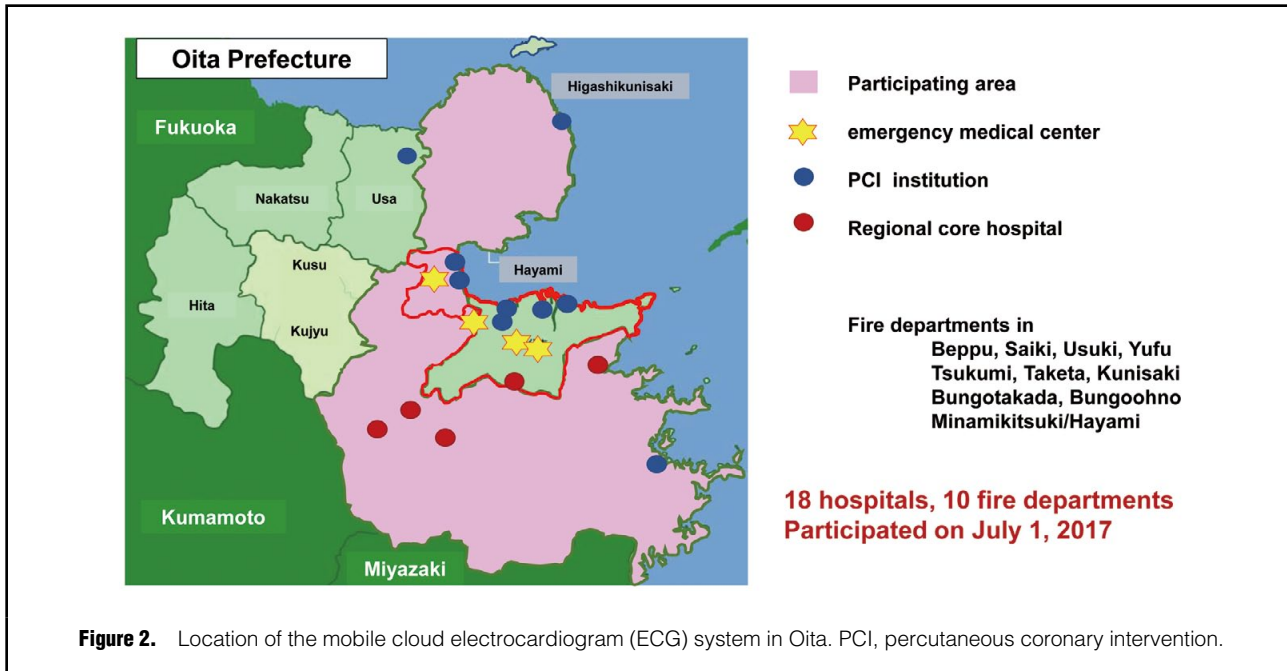 Oita Prefecture
Higashikunisaki
Fukuoka
Nakatsu
Usa
Kusu
Hayami
Hita
Kujyu
Kumamoto
Miyazaki
Participating area
emergency medical center
PCI institution
Regional core hospital
Fire departments in
Beppu, Saiki, Usuki, Yufu
Tsukumi, Taketa, Kunisaki
Bungotakada, Bungoohno
Minamikitsuki/Hayami
18 hospitals, 10 fire departments
Participated on July 1, 2017
Figure 2. Location of the mobile cloud electrocardiogram (ECG) system in Oita. PCI, percutaneous coronary intervention.